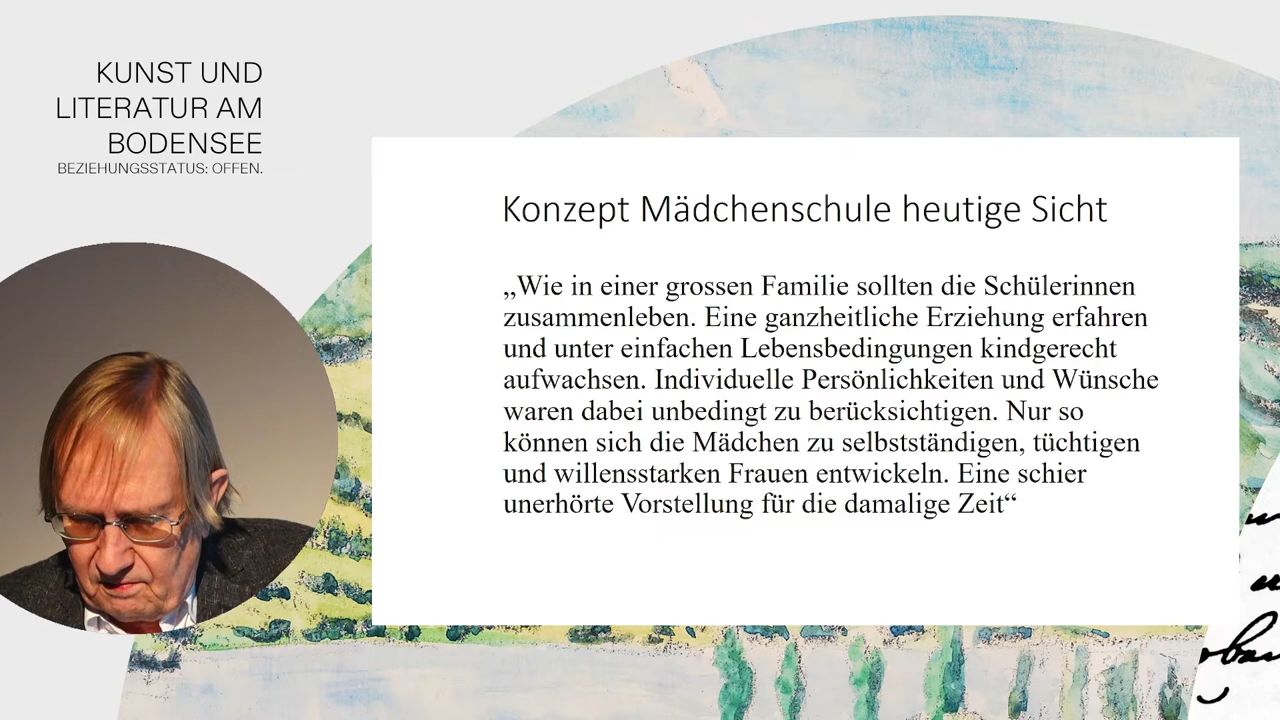 KUNST UND
LITERATUR AM
BODENSEE
BEZIEHUNGSSTATUS: OFFEN.
Konzept Mädchenschule heutige Sicht
„Wie in einer grossen Familie sollten die Schülerinnen
zusammenleben. Eine ganzheitliche Erziehung erfahren
und unter einfachen Lebensbedingungen kindgerecht
aufwachsen. Individuelle Persönlichkeiten und Wünsche
waren dabei unbedingt zu berücksichtigen. Nur so
können sich die Mädchen zu selbstständigen, tüchtigen
und willensstarken Frauen entwickeln. Eine schier
unerhörte Vorstellung für die damalige Zeit“